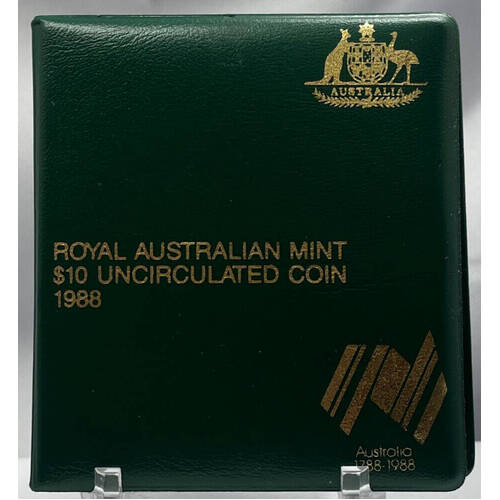 AUSTRALIA
ROYAL AUSTRALIAN MINT
$10 UNCIRCULATED COIN
1988
Australia
1788-1988